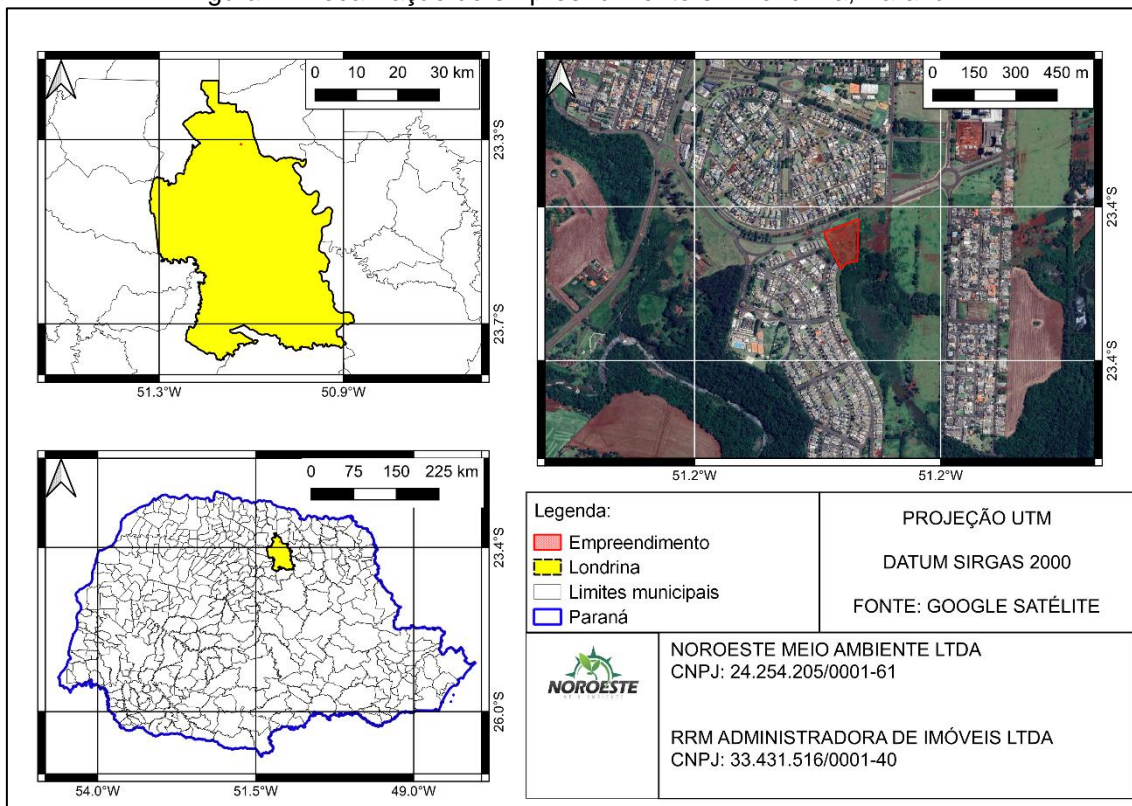 0 10 20 30 km
23.3°S
23.7°S
51.3°W 50.9°W
0 150 300 450 m
23.4°S
23.4°S
51.2°W 51.2°W
0 75 150 225 km
23.4°S
26.0°S
54.0°W 51.5°W 49.0°W
Legenda:
Empreendimento
Londrina
Limites municipais
Paraná
PROJEÇÃO UTM
DATUM SIRGAS 2000
FONTE: GOOGLE SATÉLITE
NOROESTE
NOROESTE MEIO AMBIENTE LTDA
CNPJ: 24.254.205/0001-61
RRM ADMINISTRADORA DE IMÓVEIS LTDA
CNPJ: 33.431.516/0001-40